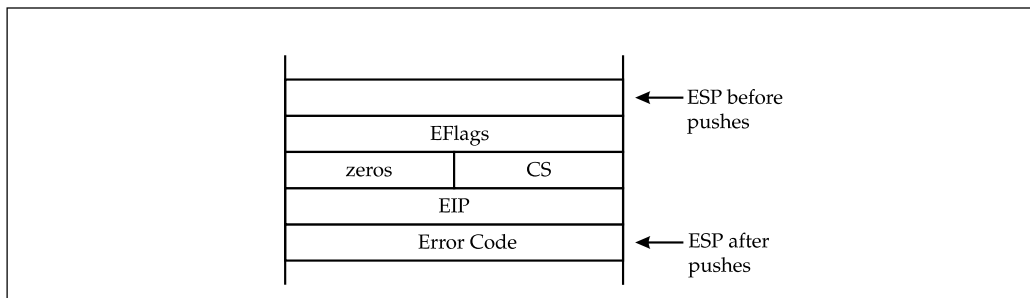 ESP before
pushes
EFlags
zeros CS
EIP
Error Code
ESP after
pushes